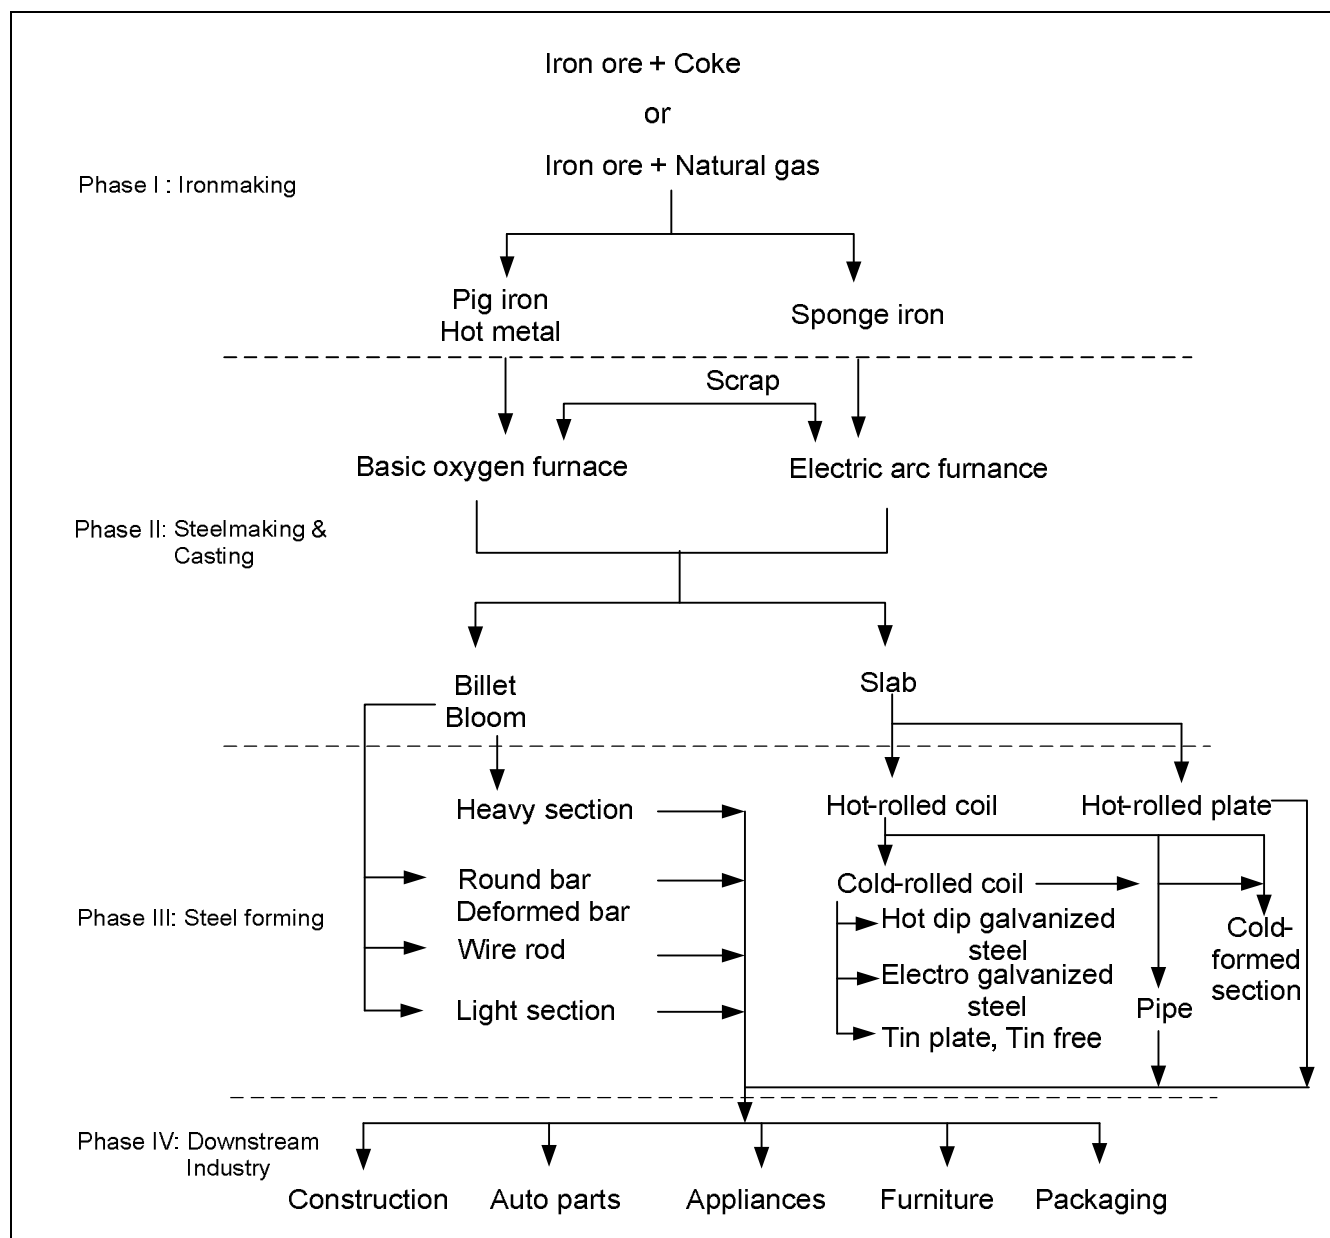 Iron ore + Coke
or
Iron ore + Natural gas
Phase I : Ironmaking
Pig iron
Hot metal
Sponge iron
Scrap
Basic oxygen furnace
Electric arc furnance
Phase II: Steelmaking &
Casting
Billet
Bloom
Slab
Heavy section
Hot-rolled coil
Hot-rolled plate
Round bar
Deformed bar
Cold-rolled coil
Phase III: Steel forming
Wire rod
Hot dip galvanized
steel
Cold-
formed
section
Electro galvanized
steel
Light section
Pipe
Tin plate, Tin free
Phase IV: Downstream
Industry
Construction
Auto parts
Appliances
Furniture
Packaging